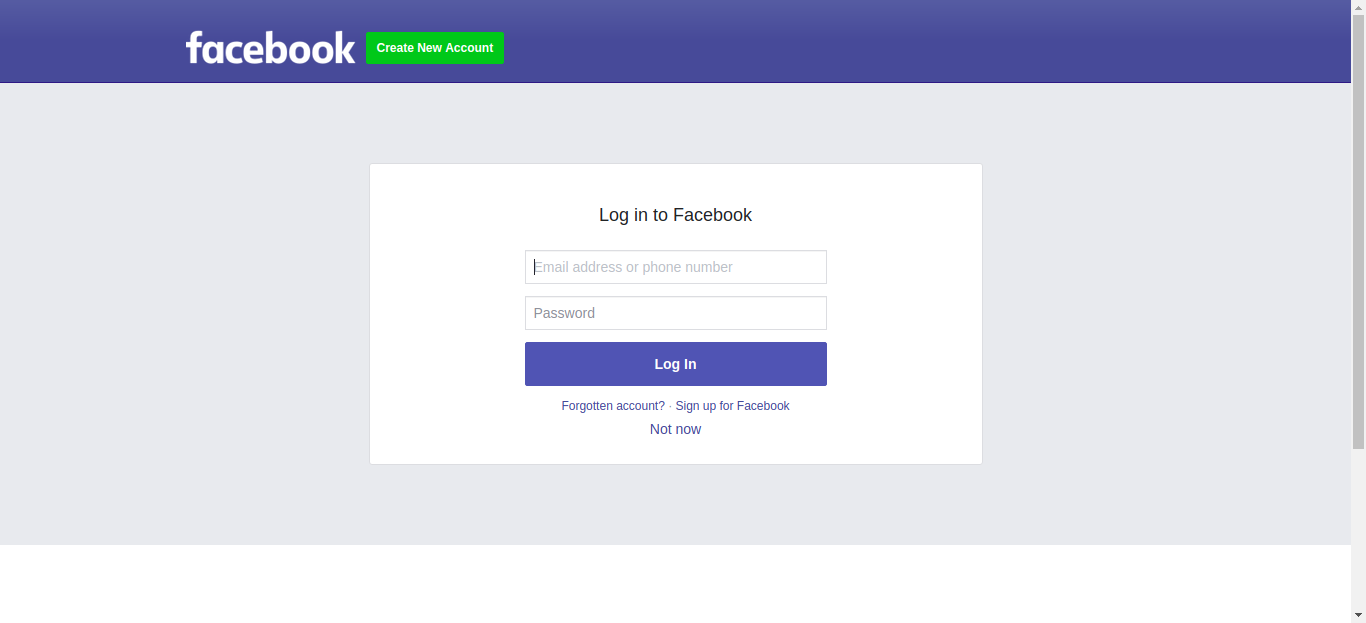 facebook
Create New Account
Log in to Facebook
Email address or phone number
Password
Log In
Forgotten account? · Sign up for Facebook
Not now